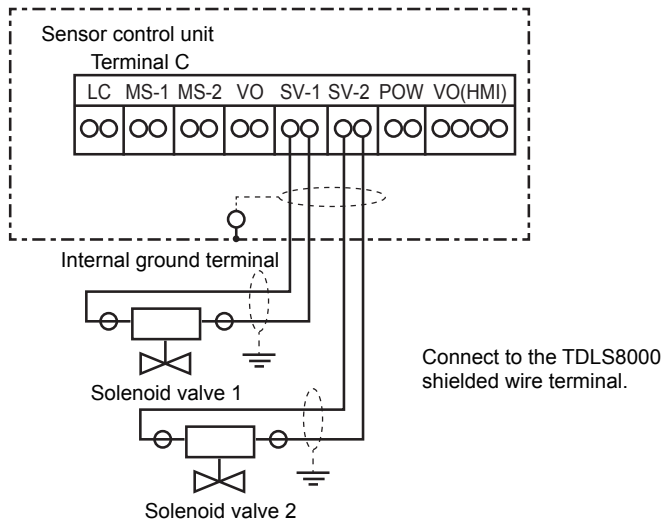 Sensor control unit
Terminal C
LC MS-1 MS-2 VO SV-1 SV-2 POW VO(HMI)
Internal ground terminal
Solenoid valve 1
Connect to the TDLS8000
shielded wire terminal.
Solenoid valve 2